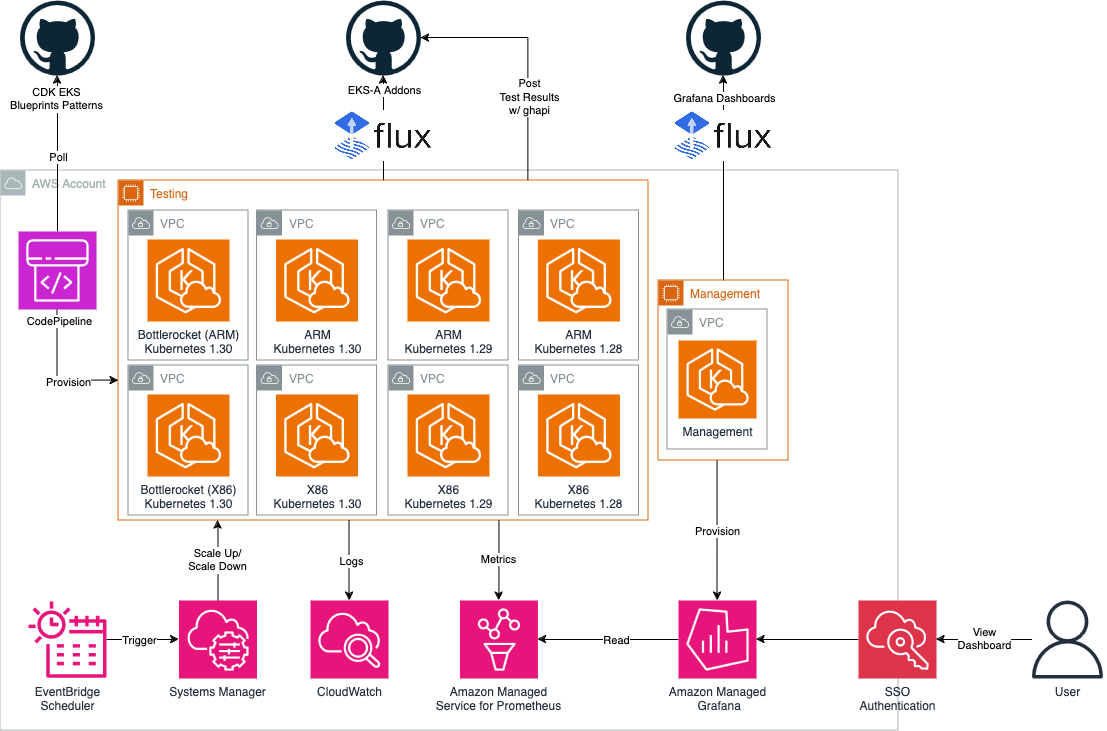 CDK EKS
Blueprints Patterns
EKS-A Addons
Post
Test Results
w/ ghapi
Grafana Dashboards
flux
flux
Poll
AWS Account
Testing
VPC
VPC
VPC
VPC
CodePipeline
Bottlerocket (ARM)
Kubernetes 1.30
ARM
Kubernetes 1.30
ARM
Kubernetes 1.29
ARM
Kubernetes 1.28
Management
VPC
Management
Provision
VPC
VPC
VPC
VPC
Bottlerocket (X86)
Kubernetes 1.30
X86
Kubernetes 1.30
X86
Kubernetes 1.29
X86
Kubernetes 1.28
Scale Up/
Scale Down
Logs
Metrics
Provision
Trigger
Read
View
Dashboard
EventBridge
Scheduler
Systems Manager
CloudWatch
Amazon Managed
Service for Prometheus
Amazon Managed
Grafana
SSO
Authentication
User